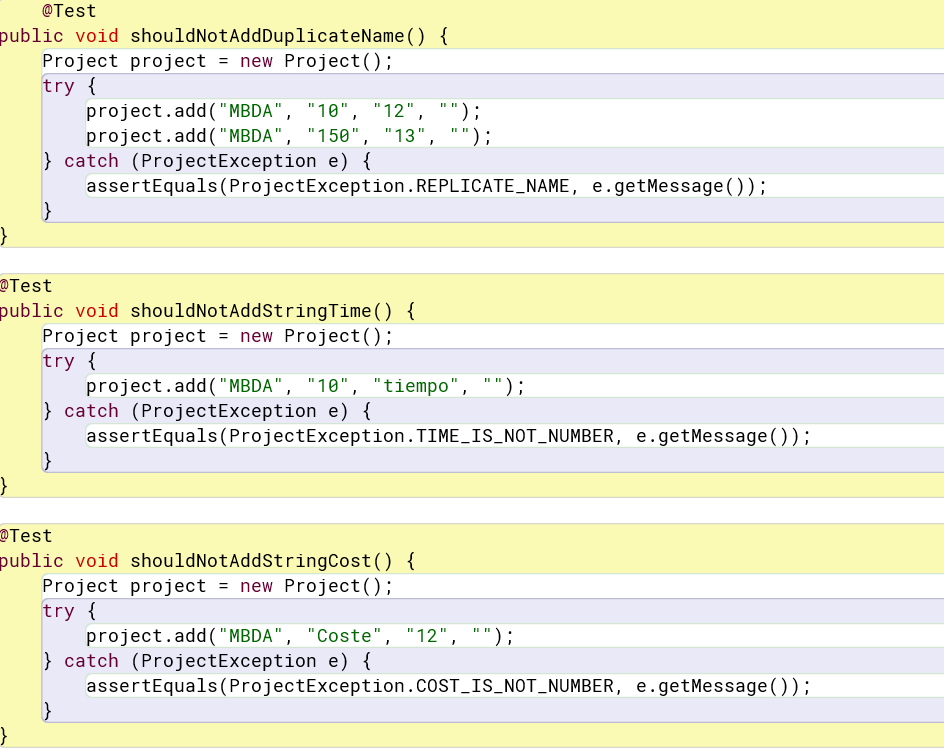 @Test
public void shouldNotAddDuplicateName() {
Project project = new Project();
try {
project.add("MBDA", "10", "12", "");
project.add("MBDA", "150", "13", "");
} catch (ProjectException e) {
assertEquals(ProjectException.REPLICATE_NAME, e.getMessage());
}
}
@Test
public void shouldNotAddStringTime() {
Project project = new Project();
try {
project.add("MBDA", "10", "tiempo", "");
} catch (ProjectException e) {
assertEquals(ProjectException.TIME_IS_NOT_NUMBER, e.getMessage());
}
}
@Test
public void shouldNotAddStringCost() {
Project project = new Project();
try {
project.add("MBDA", "Coste", "12", "");
} catch (ProjectException e) {
assertEquals(ProjectException.COST_IS_NOT_NUMBER, e.getMessage());
}
}